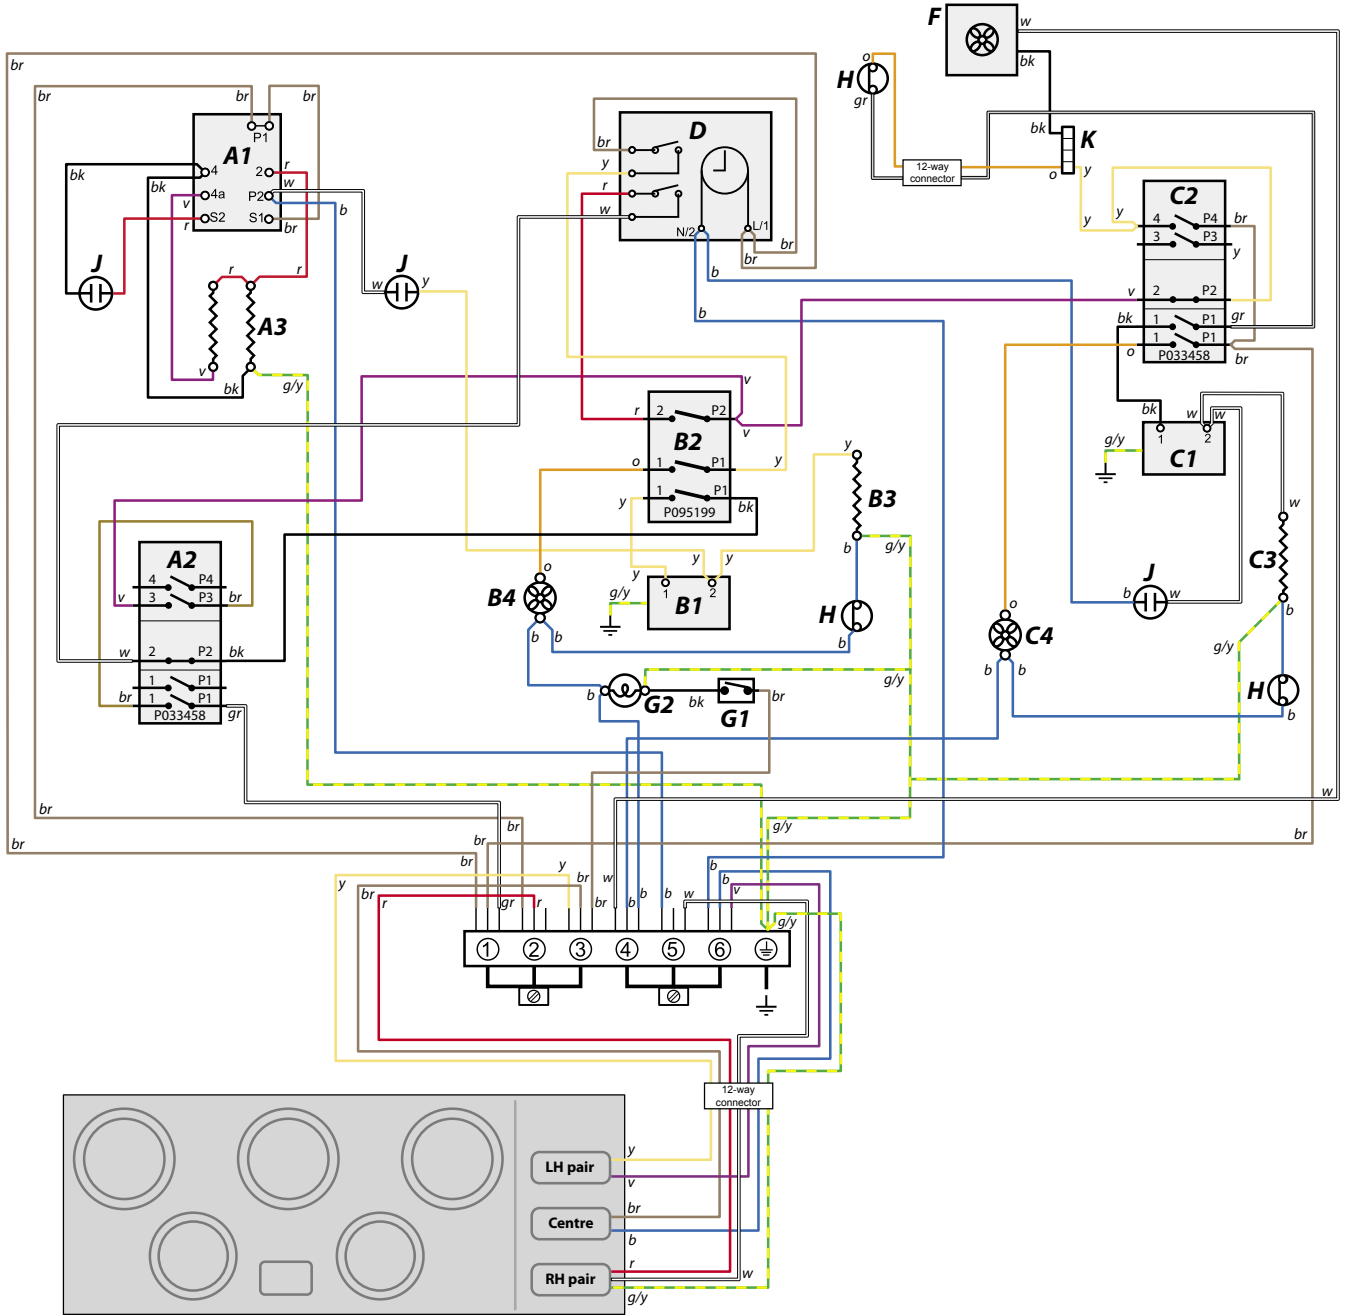 F
w
bk
br
H
o
gr
br
br
br
P1
A1
4
2
r
w
bk
bk
4a
P2
v
b
S2
S1
r
br
D
br
y
r
w
N/2
L/1
br
br
b
b
bk
K
o
y
12-way
connector
C2
y
y
4
P4
br
3
P3
y
v
2
P2
bk
1
P1
gr
o
1
P1
br
P033458
J
J
w
y
r
r
A3
v
bk
g/y
v
r
2
P2
v
B2
o
1
P1
y
y
1
P1
bk
P095199
y
B3
b
g/y
bk
w
w
1
2
C1
g/y
w
C3
b
J
b
w
g/y
A2
4
P4
v
3
P3
br
w
2
P2
bk
1
P1
br
1
P1
gr
P033458
o
B4
b
b
y
y
y
1
2
B1
g/y
H
b
o
C4
b
b
H
b
b
G2
bk
G1
br
g/y
w
br
br
br
br
br
br
g/y
b
b
v
y
y
br
br
r
gr
r
br
w
b
b
w
g/y
1
2
3
4
5
6
12-way
connector
LH pair
y
v
Centre
br
b
RH pair
r
w
g/y